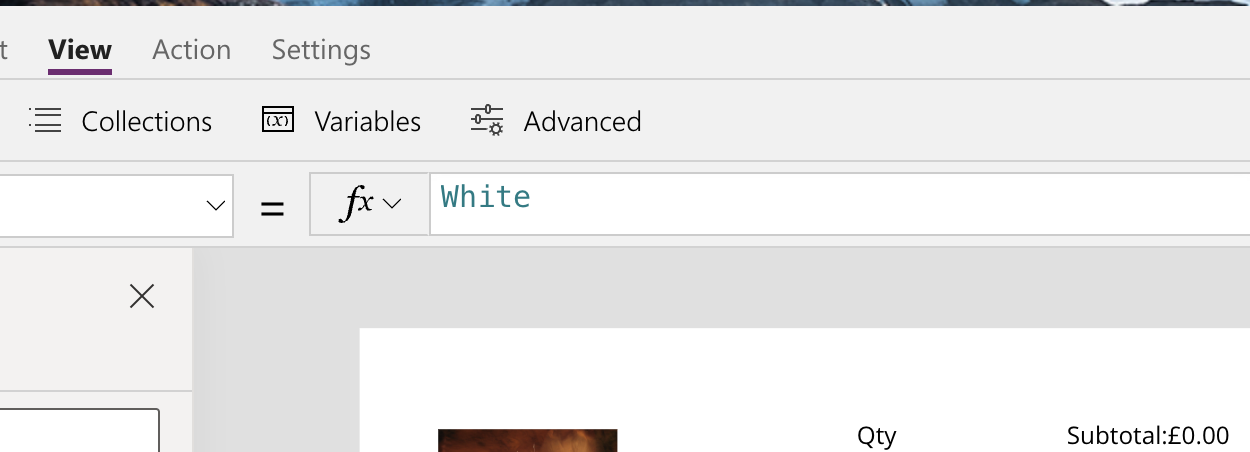 t View Action Settings
Collections (x) Variables Advanced
= fx White
Qty Subtotal:£0.00